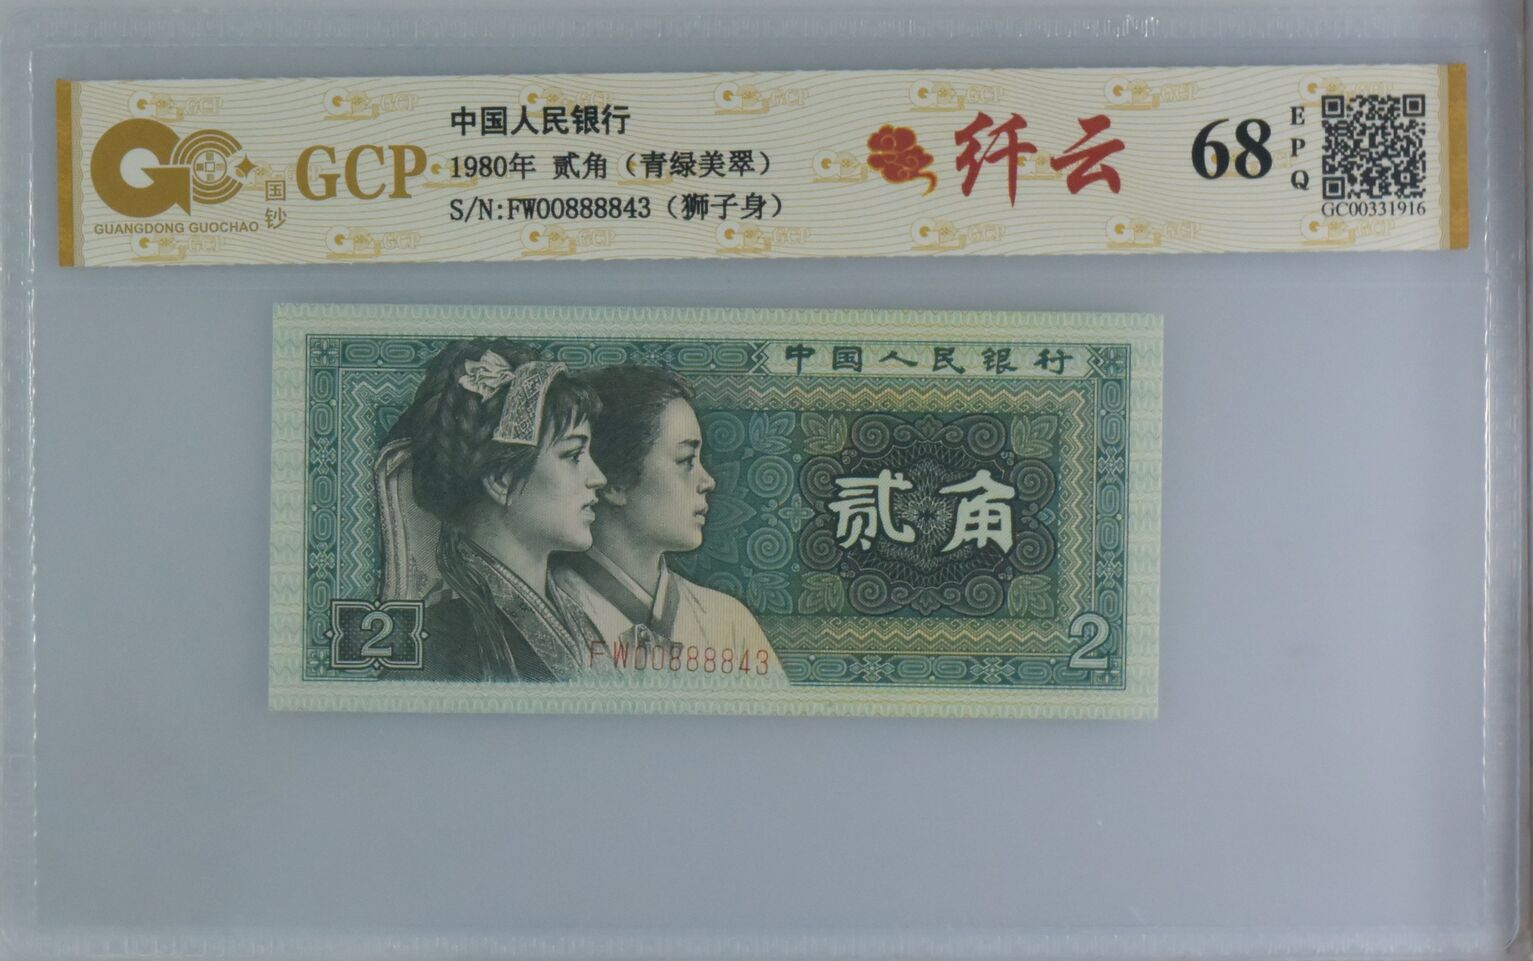 中国人民银行
1980年 贰角（青绿美翠）
S/N:FW00888843（狮子身）
GCP
国钞
GUANGDONG GUOCHAO
纤云
68
EPQ
GC00331916
中国人民银行
贰角
2
FW00888843
2